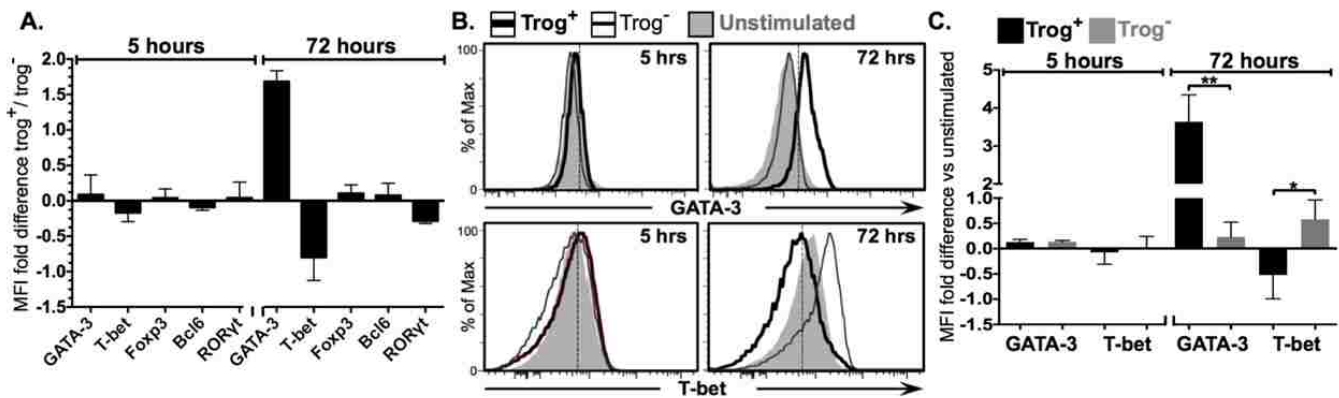 A.
5 hours 72 hours
MFI fold difference trog+/ trog-
2.0
1.5
1.0
0.5
0.0
-0.5
-1.0
-1.5
GATA-3
T-bet
Foxp3
Bcl6
RORγt
GATA-3
T-bet
Foxp3
Bcl6
RORγt
B.
Trog+ Trog- Unstimulated
100
% of Max
0
5 hrs
72 hrs
GATA-3
100
% of Max
0
5 hrs
72 hrs
T-bet
C.
Trog+ Trog-
5 hours 72 hours
MFI fold difference vs unstimulated
5
4
3
2
1.0
0.5
0.0
-0.5
-1.0
-1.5
**
*
GATA-3 T-bet GATA-3 T-bet